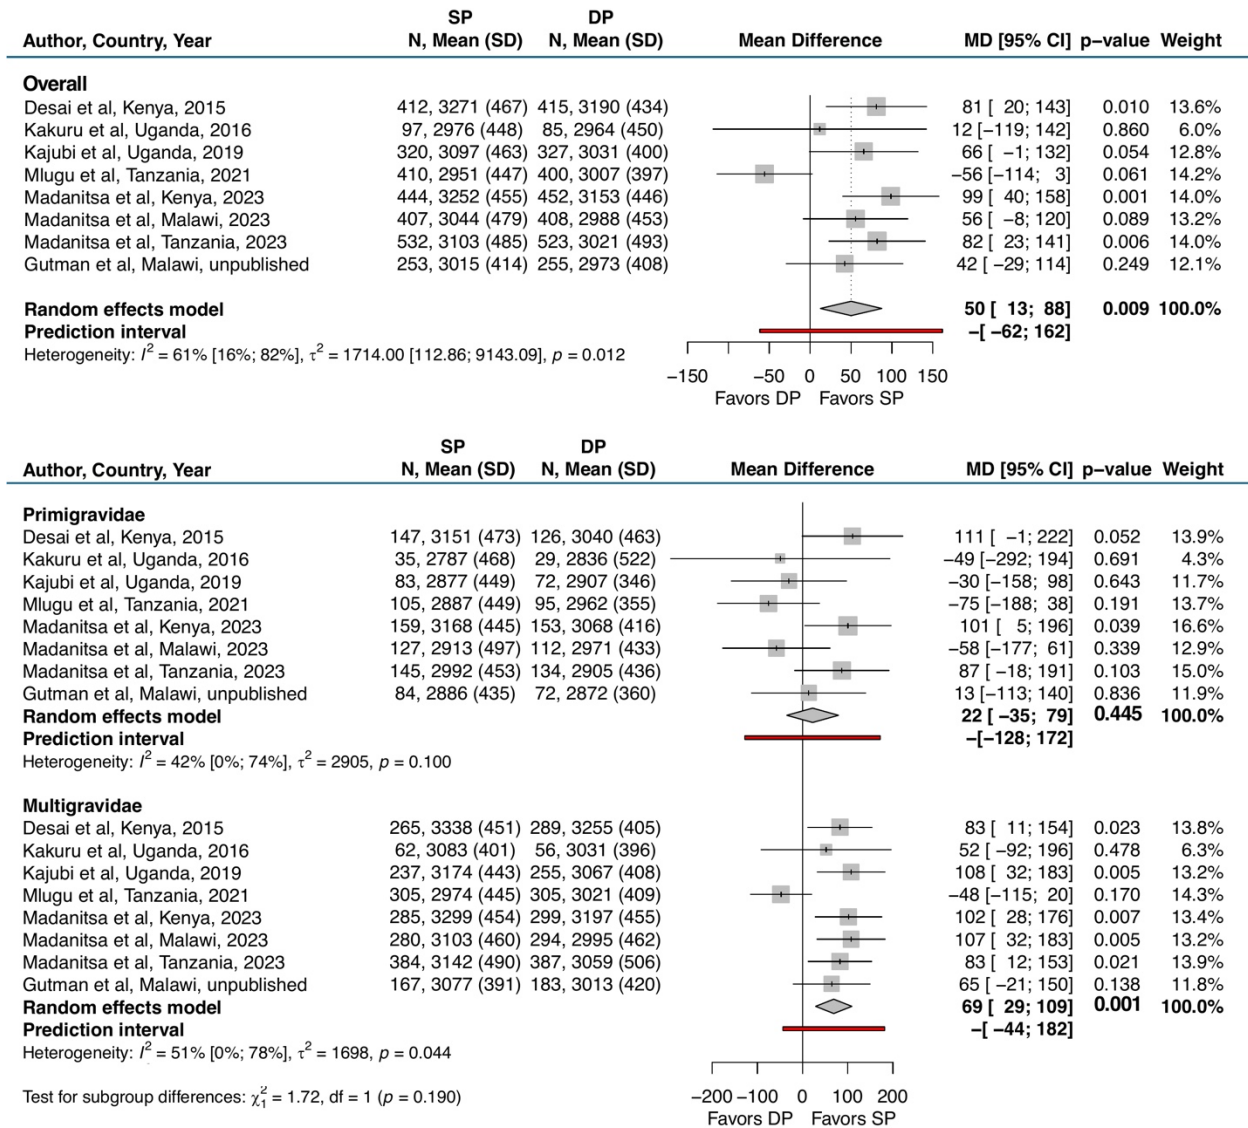 SP DP
Author, Country, Year N, Mean (SD) N, Mean (SD) Mean Difference MD [95% CI] p−value Weight
Overall
Desai et al, Kenya, 2015 412, 3271 (467) 415, 3190 (434) 81 [ 20; 143] 0.010 13.6%
Kakuru et al, Uganda, 2016 97, 2976 (448) 85, 2964 (450) 12 [−119; 142] 0.860 6.0%
Kajubi et al, Uganda, 2019 320, 3097 (463) 327, 3031 (400) 66 [ −1; 132] 0.054 12.8%
Mlugu et al, Tanzania, 2021 410, 2951 (447) 400, 3007 (397) −56 [−114; 3] 0.061 14.2%
Madanitsa et al, Kenya, 2023 444, 3252 (455) 452, 3153 (446) 99 [ 40; 158] 0.001 14.0%
Madanitsa et al, Malawi, 2023 407, 3044 (479) 408, 2988 (453) 56 [ −8; 120] 0.089 13.2%
Madanitsa et al, Tanzania, 2023 532, 3103 (485) 523, 3021 (493) 82 [ 23; 141] 0.006 14.0%
Gutman et al, Malawi, unpublished 253, 3015 (414) 255, 2973 (408) 42 [ −29; 114] 0.249 12.1%
Random effects model 50 [ 13; 88] 0.009 100.0%
Prediction interval −[ −62; 162]
Heterogeneity: I² = 61% [16%; 82%], τ² = 1714.00 [112.86; 9143.09], p = 0.012
−150 −50 0 50 100 150
Favors DP Favors SP
SP DP
Author, Country, Year N, Mean (SD) N, Mean (SD) Mean Difference MD [95% CI] p−value Weight
Primigravidae
Desai et al, Kenya, 2015 147, 3151 (473) 126, 3040 (463) 111 [ −1; 222] 0.052 13.9%
Kakuru et al, Uganda, 2016 35, 2787 (468) 29, 2836 (522) −49 [−292; 194] 0.691 4.3%
Kajubi et al, Uganda, 2019 83, 2877 (449) 72, 2907 (346) −30 [−158; 98] 0.643 11.7%
Mlugu et al, Tanzania, 2021 105, 2887 (449) 95, 2962 (355) −75 [−188; 38] 0.191 13.7%
Madanitsa et al, Kenya, 2023 159, 3168 (445) 153, 3068 (416) 101 [ 5; 196] 0.039 16.6%
Madanitsa et al, Malawi, 2023 127, 2913 (497) 112, 2971 (433) −58 [−177; 61] 0.339 12.9%
Madanitsa et al, Tanzania, 2023 145, 2992 (453) 134, 2905 (436) 87 [ −18; 191] 0.103 15.0%
Gutman et al, Malawi, unpublished 84, 2886 (435) 72, 2872 (360) 13 [−113; 140] 0.836 11.9%
Random effects model 22 [ −35; 79] 0.445 100.0%
Prediction interval −[−128; 172]
Heterogeneity: I² = 42% [0%; 74%], τ² = 2905, p = 0.100
Multigravidae
Desai et al, Kenya, 2015 265, 3338 (451) 289, 3255 (405) 83 [ 11; 154] 0.023 13.8%
Kakuru et al, Uganda, 2016 62, 3083 (401) 56, 3031 (396) 52 [ −92; 196] 0.478 6.3%
Kajubi et al, Uganda, 2019 237, 3174 (443) 255, 3067 (408) 108 [ 32; 183] 0.005 13.2%
Mlugu et al, Tanzania, 2021 305, 2974 (445) 305, 3021 (409) −48 [−115; 20] 0.170 14.3%
Madanitsa et al, Kenya, 2023 285, 3299 (454) 299, 3197 (455) 102 [ 28; 176] 0.007 13.4%
Madanitsa et al, Malawi, 2023 280, 3103 (460) 294, 2995 (462) 107 [ 32; 183] 0.005 13.2%
Madanitsa et al, Tanzania, 2023 384, 3142 (490) 387, 3059 (506) 83 [ 12; 153] 0.021 13.9%
Gutman et al, Malawi, unpublished 167, 3077 (391) 183, 3013 (420) 65 [ −21; 150] 0.138 11.8%
Random effects model 69 [ 29; 109] 0.001 100.0%
Prediction interval −[ −44; 182]
Heterogeneity: I² = 51% [0%; 78%], τ² = 1698, p = 0.044
Test for subgroup differences: χ²₁ = 1.72, df = 1 (p = 0.190)
−200 −100 0 100 200
Favors DP Favors SP